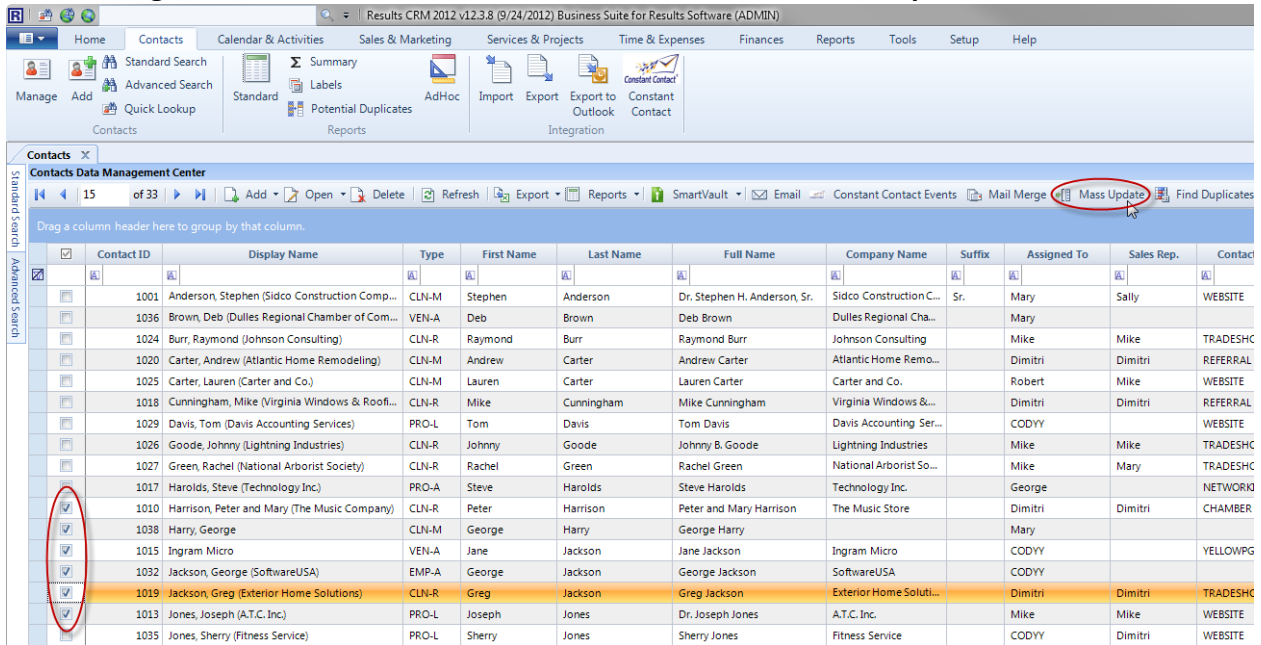 Results CRM 2012 v12.3.8 (9/24/2012) Business Suite for Results Software (ADMIN)
Home Contacts Calendar & Activities Sales & Marketing Services & Projects Time & Expenses Finances Reports Tools Setup Help
Manage
Add
Standard Search
Advanced Search
Quick Lookup
Contacts
Standard
Σ Summary
Labels
Potential Duplicates
AdHoc
Reports
Import
Export
Export to
Outlook
Constant Contact
Constant
Contact
Integration
Contacts X
Contacts Data Management Center
15 of 33 Add Open Delete Refresh Export Reports SmartVault Email Constant Contact Events Mail Merge Mass Update Find Duplicates
Standard Search
Advanced Search
Drag a column header here to group by that column.
Contact ID Display Name Type First Name Last Name Full Name Company Name Suffix Assigned To Sales Rep. Contac
1001 Anderson, Stephen (Sidco Construction Comp... CLN-M Stephen Anderson Dr. Stephen H. Anderson, Sr. Sidco Construction C... Sr. Mary Sally WEBSITE
1036 Brown, Deb (Dulles Regional Chamber of Com... VEN-A Deb Brown Deb Brown Dulles Regional Cha... Mary
1024 Burr, Raymond (Johnson Consulting) CLN-R Raymond Burr Raymond Burr Johnson Consulting Mike Mike TRADESHO
1020 Carter, Andrew (Atlantic Home Remodeling) CLN-M Andrew Carter Andrew Carter Atlantic Home Remo... Dimitri Dimitri REFERRAL
1025 Carter, Lauren (Carter and Co.) CLN-M Lauren Carter Lauren Carter Carter and Co. Robert Mike WEBSITE
1018 Cunningham, Mike (Virginia Windows & Roofi... CLN-R Mike Cunningham Mike Cunningham Virginia Windows &... Dimitri Dimitri REFERRAL
1029 Davis, Tom (Davis Accounting Services) PRO-L Tom Davis Tom Davis Davis Accounting Ser... CODYY WEBSITE
1026 Goode, Johnny (Lightning Industries) CLN-R Johnny Goode Johnny B. Goode Lightning Industries Mike Mike TRADESHO
1027 Green, Rachel (National Arborist Society) CLN-R Rachel Green Rachel Green National Arborist So... Mike Mary TRADESHO
1017 Harolds, Steve (Technology Inc.) PRO-A Steve Harolds Steve Harolds Technology Inc. George NETWORKI
1010 Harrison, Peter and Mary (The Music Company) CLN-R Peter Harrison Peter and Mary Harrison The Music Store Dimitri Dimitri CHAMBER
1038 Harry, George CLN-M George Harry George Harry Mary
1015 Ingram Micro VEN-A Jane Jackson Jane Jackson Ingram Micro CODYY YELLOWPG
1032 Jackson, George (SoftwareUSA) EMP-A George Jackson George Jackson SoftwareUSA CODYY
1019 Jackson, Greg (Exterior Home Solutions) CLN-R Greg Jackson Greg Jackson Exterior Home Soluti... Dimitri Dimitri TRADESHO
1013 Jones, Joseph (A.T.C. Inc.) PRO-L Joseph Jones Dr. Joseph Jones A.T.C. Inc. Mike Mike WEBSITE
1035 Jones, Sherry (Fitness Service) PRO-L Sherry Jones Sherry Jones Fitness Service CODYY Dimitri WEBSITE